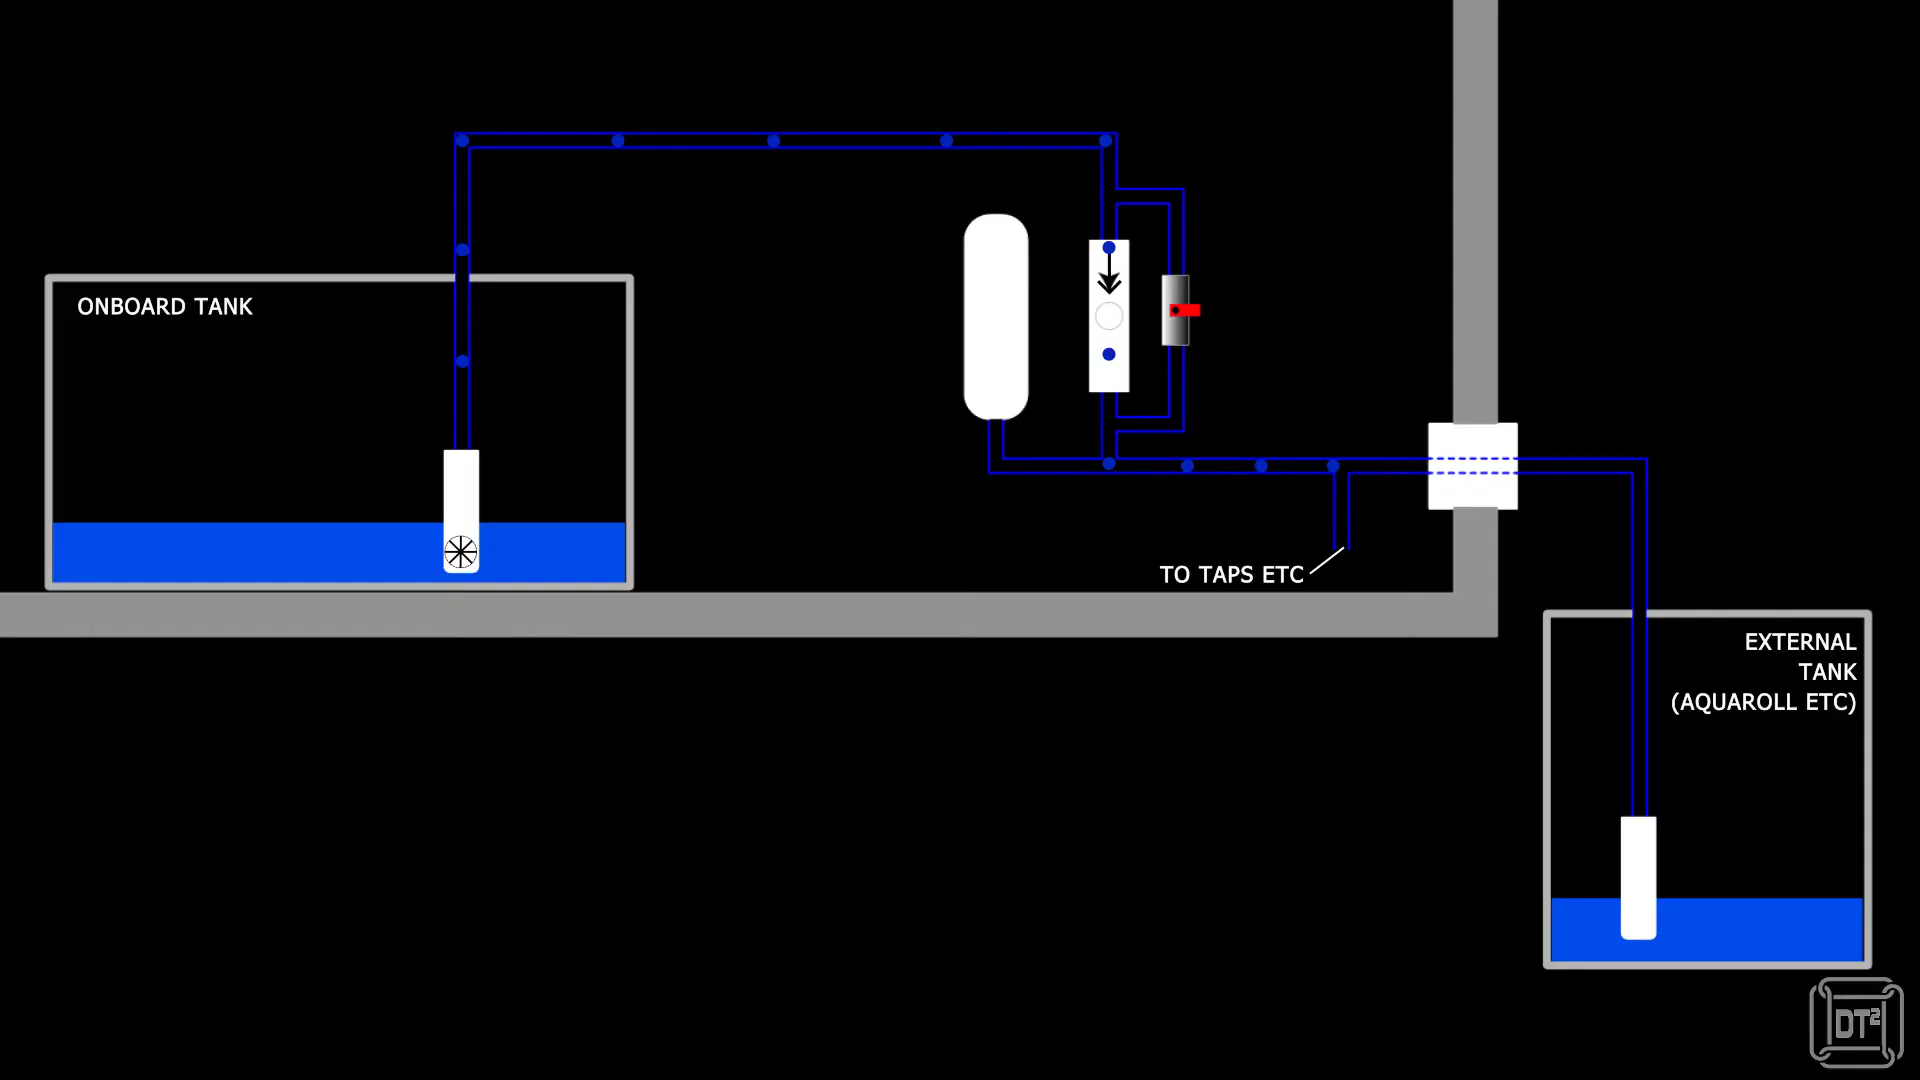 ONBOARD TANK
TO TAPS ETC
EXTERNAL
TANK
(AQUAROLL ETC)
DT²